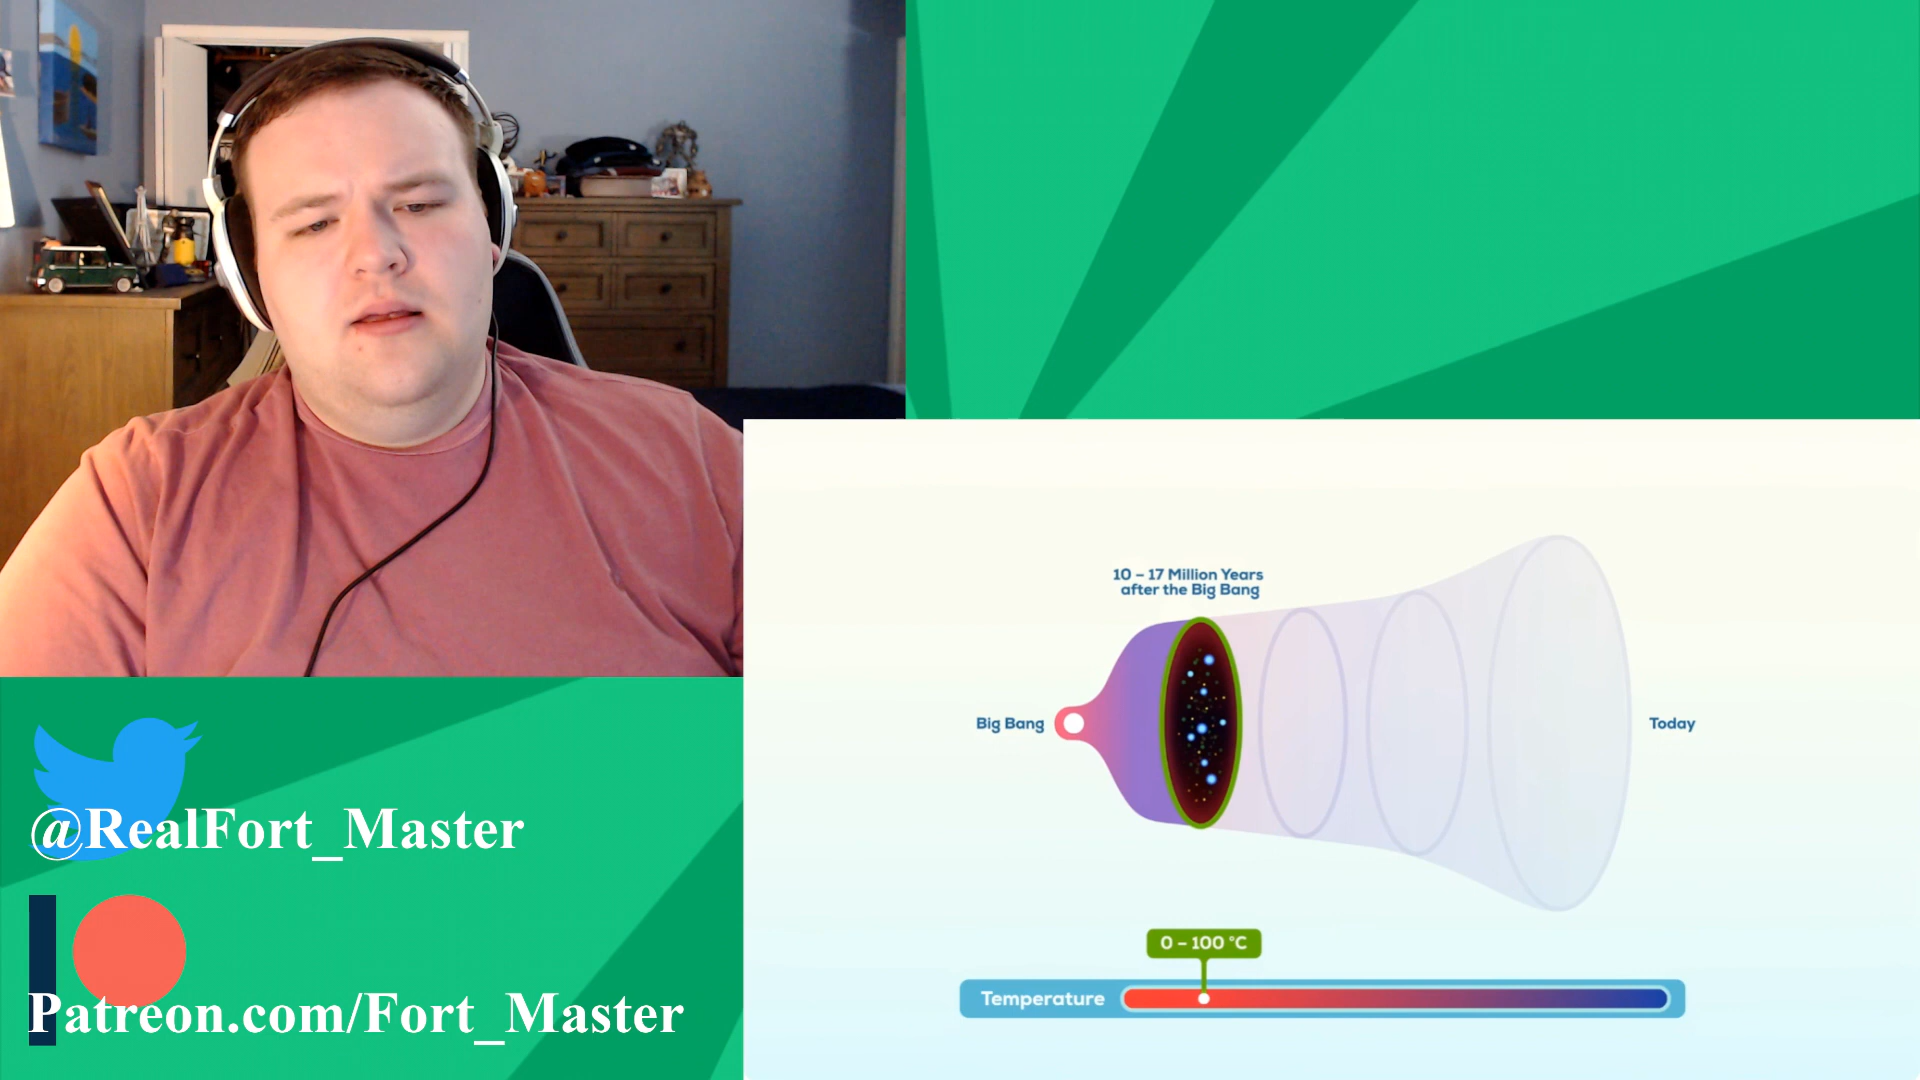 10 – 17 Million Years
after the Big Bang
Big Bang
Today
@RealFort_Master
0 – 100 °C
Temperature
Patreon.com/Fort_Master